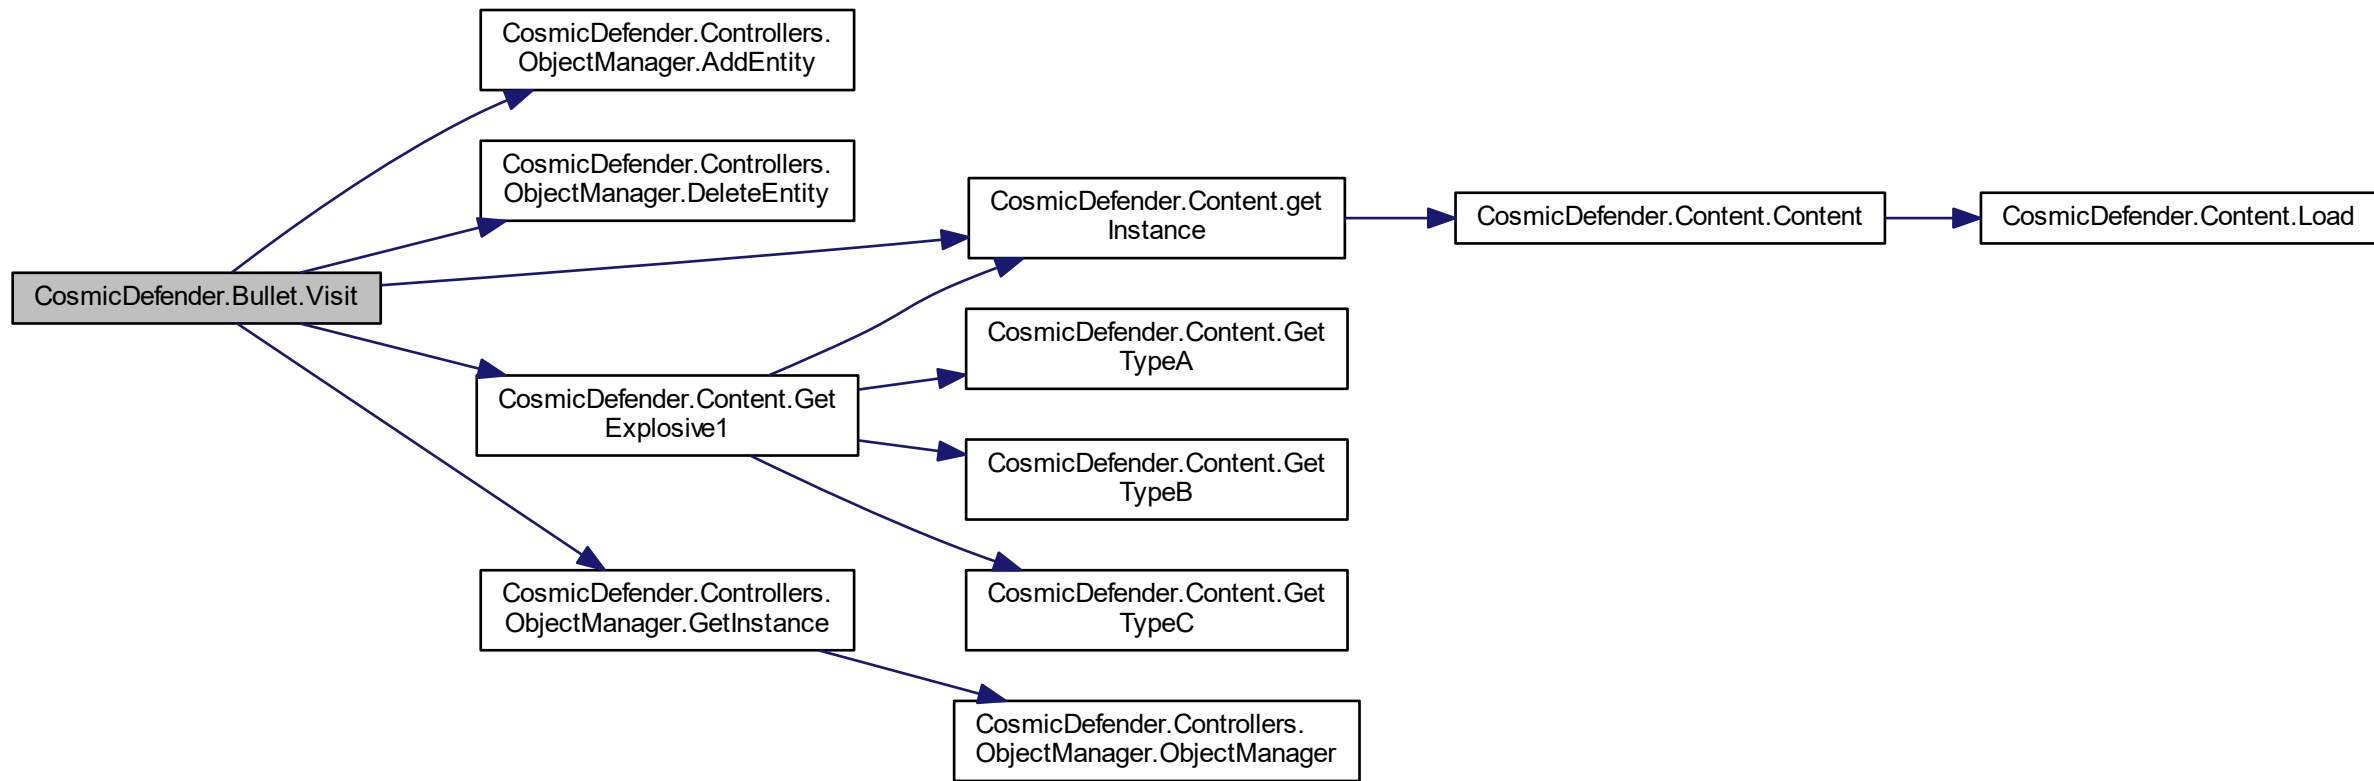 CosmicDefender.Bullet.Visit
CosmicDefender.Controllers.
ObjectManager.AddEntity
CosmicDefender.Controllers.
ObjectManager.DeleteEntity
CosmicDefender.Content.get
Instance
CosmicDefender.Content.Content
CosmicDefender.Content.Load
CosmicDefender.Content.Get
Explosive1
CosmicDefender.Content.Get
TypeA
CosmicDefender.Content.Get
TypeB
CosmicDefender.Content.Get
TypeC
CosmicDefender.Controllers.
ObjectManager.GetInstance
CosmicDefender.Controllers.
ObjectManager.ObjectManager